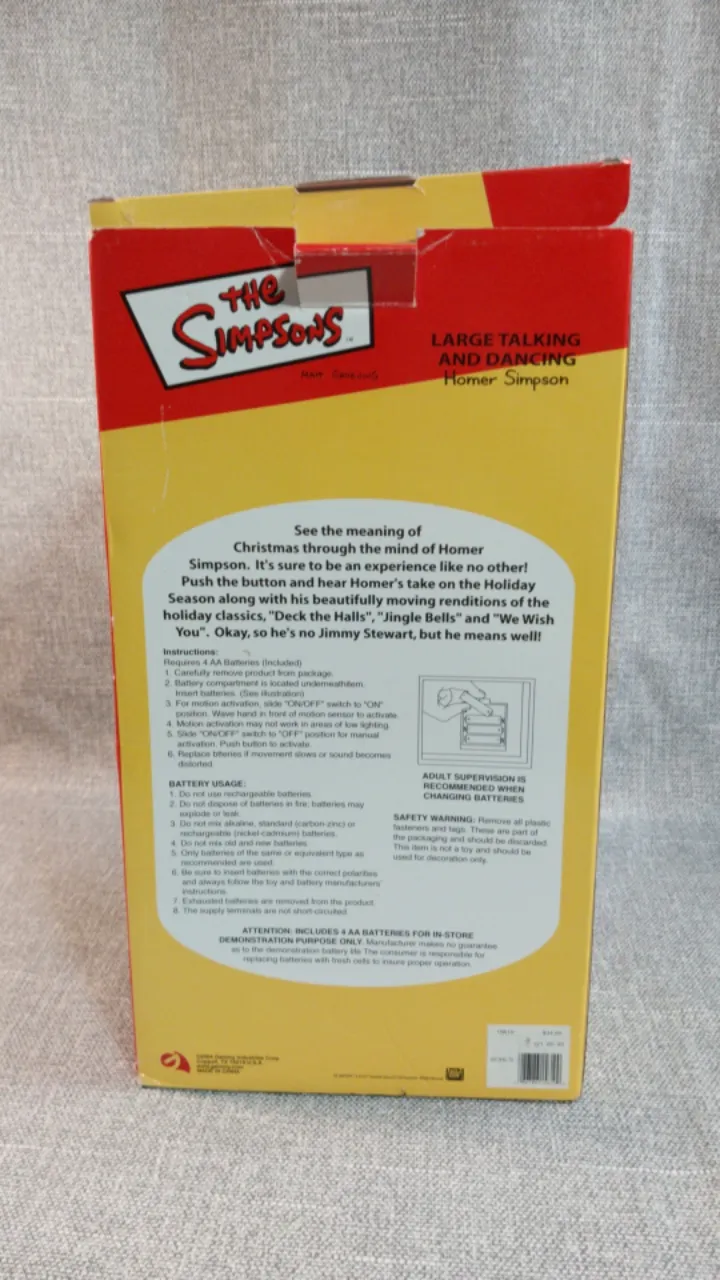 THE
SIMPSONS
TM
MATT GROENING
LARGE TALKING
AND DANCING
Homer Simpson
See the meaning of
Christmas through the mind of Homer
Simpson. It's sure to be an experience like no other!
Push the button and hear Homer's take on the Holiday
Season along with his beautifully moving renditions of the
holiday classics, "Deck the Halls", "Jingle Bells" and "We Wish
You". Okay, so he's no Jimmy Stewart, but he means well!
Instructions:
Requires 4 AA Batteries (Included)
1. Carefully remove product from package.
2. Battery compartment is located underneath item.
Insert batteries. (See illustration)
3. For motion activation, slide "ON/OFF" switch to "ON"
position. Wave hand in front of motion sensor to activate.
4. Motion activation may not work in areas of low lighting.
5. Slide "ON/OFF" switch to "OFF" position for manual
activation. Push button to activate.
6. Replace btteries if movement slows or sound becomes
distorted.
ADULT SUPERVISION IS
RECOMMENDED WHEN
CHANGING BATTERIES
BATTERY USAGE:
1. Do not use rechargeable batteries.
2. Do not dispose of batteries in fire; batteries may
explode or leak.
3. Do not mix alkaline, standard (carbon-zinc) or
rechargeable (nickel-cadmium) batteries.
4. Do not mix old and new batteries.
5. Only batteries of the same or equivalent type as
recommended are used.
6. Be sure to insert batteries with the correct polarities
and always follow the toy and battery manufacturers'
instructions.
7. Exhausted batteries are removed from the product.
8. The supply terminals are not short-circuited.
SAFETY WARNING: Remove all plastic
fasteners and tags. These are part of
the packaging and should be discarded.
This item is not a toy and should be
used for decoration only.
ATTENTION: INCLUDES 4 AA BATTERIES FOR IN-STORE
DEMONSTRATION PURPOSE ONLY. Manufacturer makes no guarantee
as to the demonstration battery life. The consumer is responsible for
replacing batteries with fresh cells to insure proper operation.
Gemmy Industries Corp.
Coppell, TX
www.gemmy.com
MADE IN CHINA